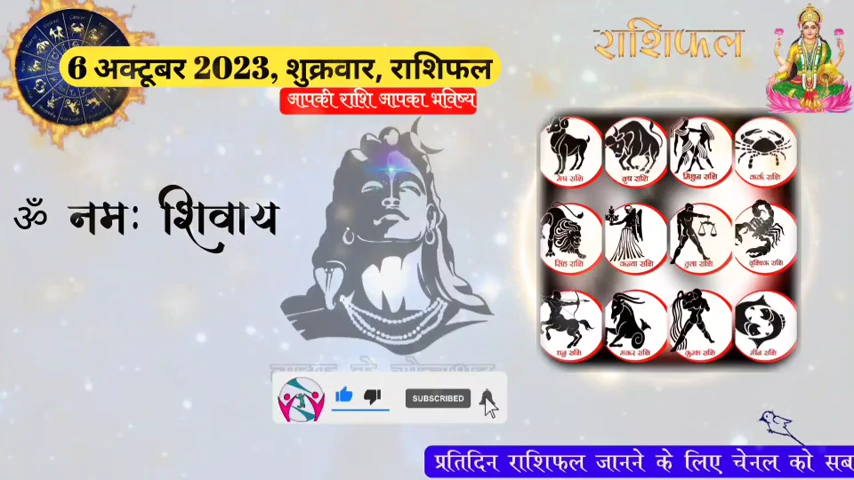 6 अक्टूबर 2023, शुक्रवार, राशिफल
आपकी राशि आपका भविष्य
राशिफल
ॐ नमः शिवाय
मेष राशि
वृष राशि
मिथुन राशि
कर्क राशि
सिंह राशि
कन्या राशि
तुला राशि
वृश्चिक राशि
धनु राशि
मकर राशि
कुम्भ राशि
मीन राशि
SUBSCRIBED
प्रतिदिन राशिफल जानने के लिए चेनल को सब